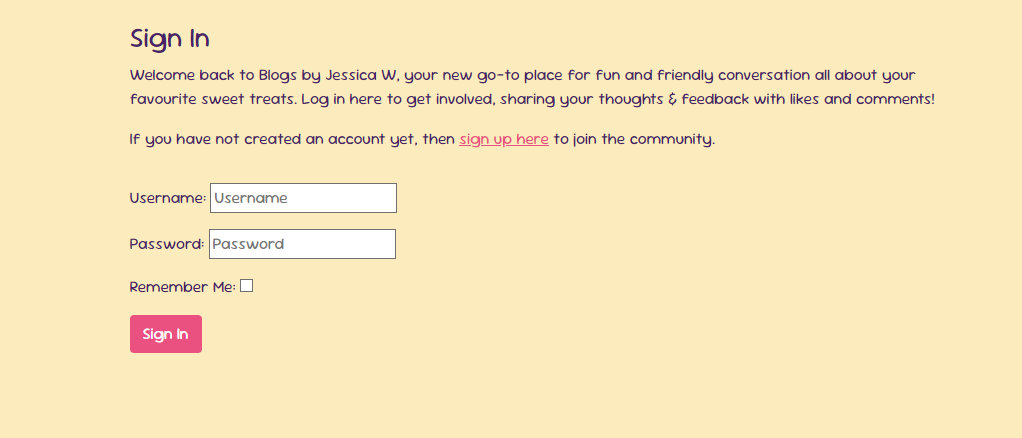 Sign In
Welcome back to Blogs by Jessica W, your new go-to place for fun and friendly conversation all about your
favourite sweet treats. Log in here to get involved, sharing your thoughts & feedback with likes and comments!
If you have not created an account yet, then sign up here to join the community.
Username: Username
Password: Password
Remember Me:
Sign In